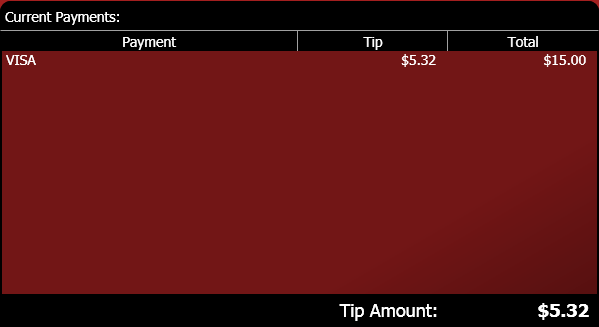 Current Payments:
Payment Tip Total
VISA $5.32 $15.00
Tip Amount: $5.32